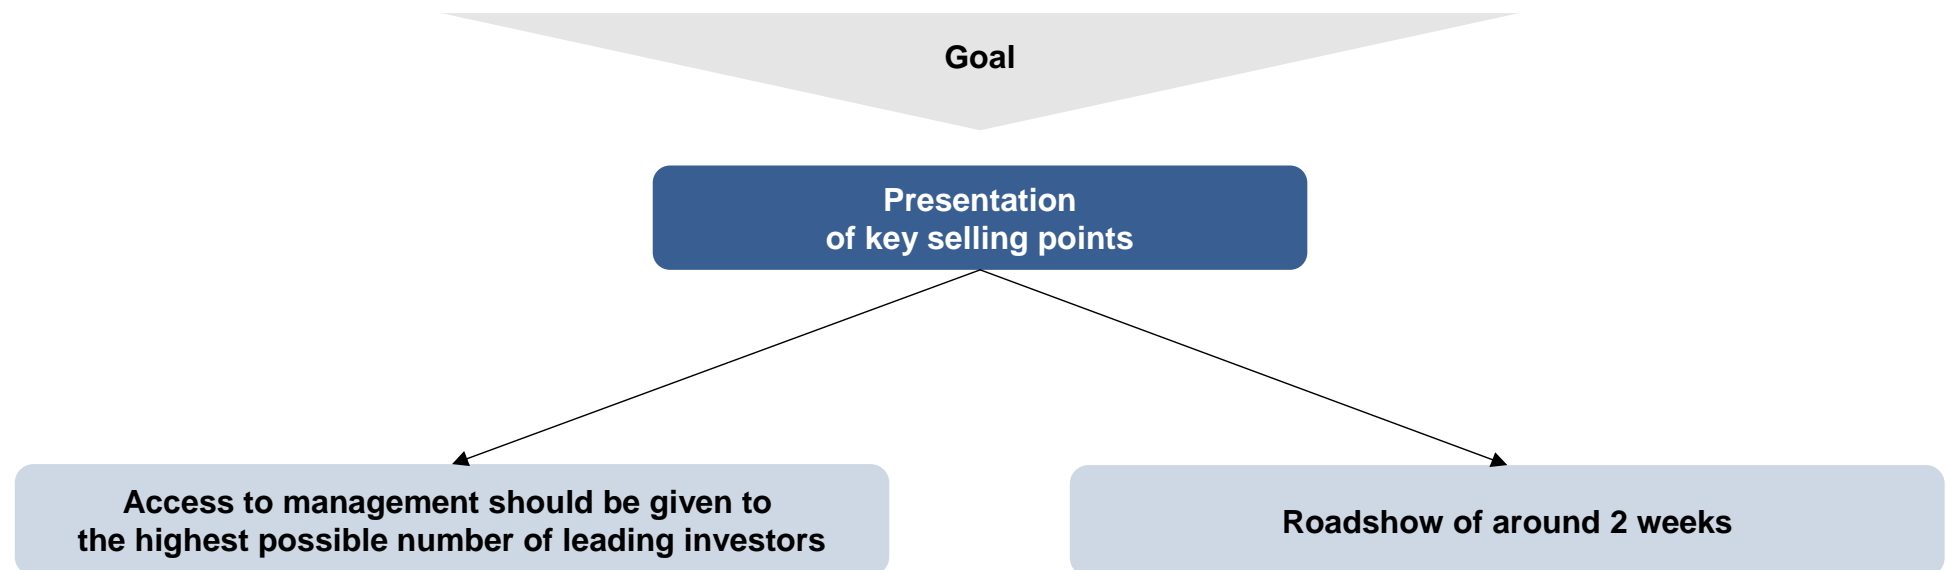 Goal
Presentation
of key selling points
Access to management should be given to
the highest possible number of leading investors
Roadshow of around 2 weeks